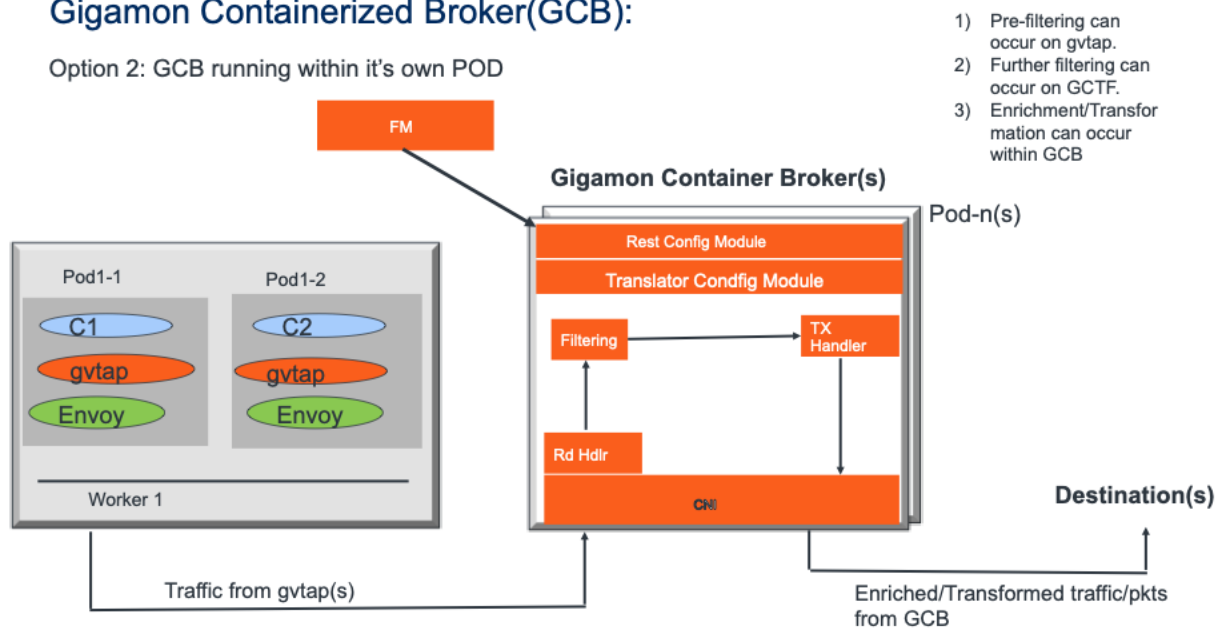 Gigamon Containerized Broker(GCB):
Option 2: GCB running within it's own POD
1) Pre-filtering can
occur on gvtap.
2) Further filtering can
occur on GCTF.
3) Enrichment/Transfor
mation can occur
within GCB
FM
Gigamon Container Broker(s)
Pod-n(s)
Rest Config Module
Translator Condfig Module
Filtering
TX
Handler
Rd Hdlr
CNI
Pod1-1
C1
gvtap
Envoy
Pod1-2
C2
gvtap
Envoy
Worker 1
Traffic from gvtap(s)
Destination(s)
Enriched/Transformed traffic/pkts
from GCB